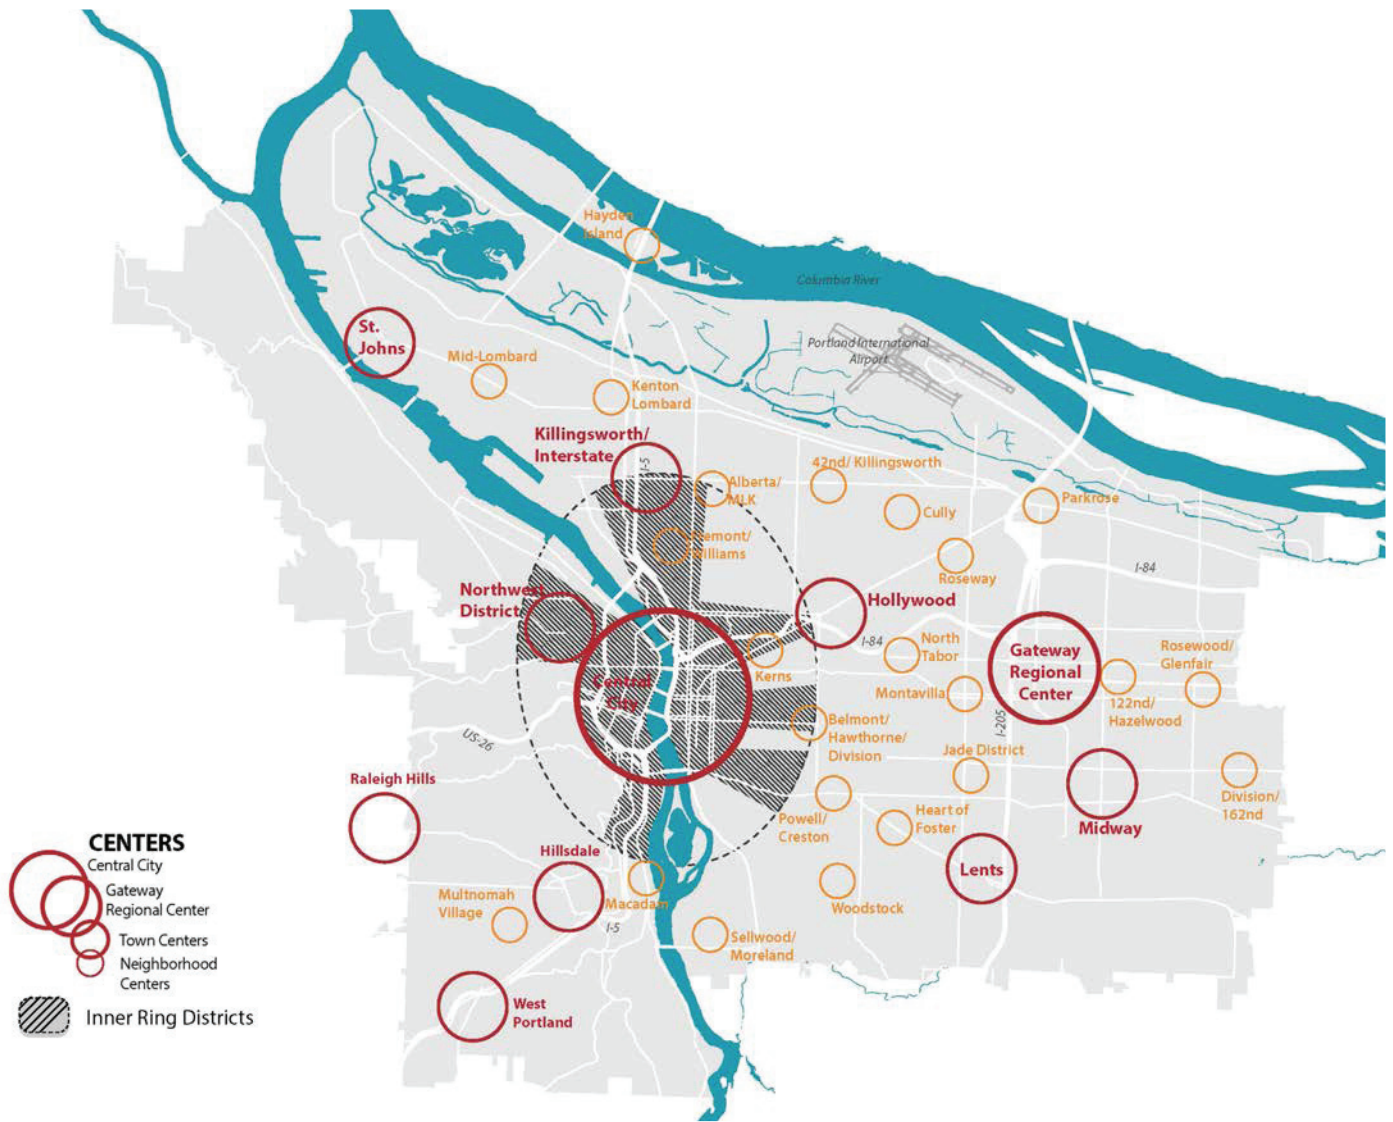 Hayden
Island
Columbia River
Portland International
Airport
St.
Johns
Mid-Lombard
Kenton
Lombard
Killingsworth/
Interstate
I-5
Alberta/
MLK
42nd/ Killingsworth
Cully
Parkrose
Fremont/
Williams
Roseway
I-84
Northwest
District
Hollywood
I-84
North
Tabor
Gateway
Regional
Center
Rosewood/
Glenfair
Kerns
Central
City
Montavilla
122nd/
Hazelwood
US-26
Belmont/
Hawthorne/
Division
I-205
Jade District
Raleigh Hills
Division/
162nd
Powell/
Creston
Heart of
Foster
Midway
Hillsdale
Lents
Multnomah
Village
Macadam
Woodstock
I-5
Sellwood/
Moreland
West
Portland
CENTERS
Central City
Gateway
Regional Center
Town Centers
Neighborhood
Centers
Inner Ring Districts